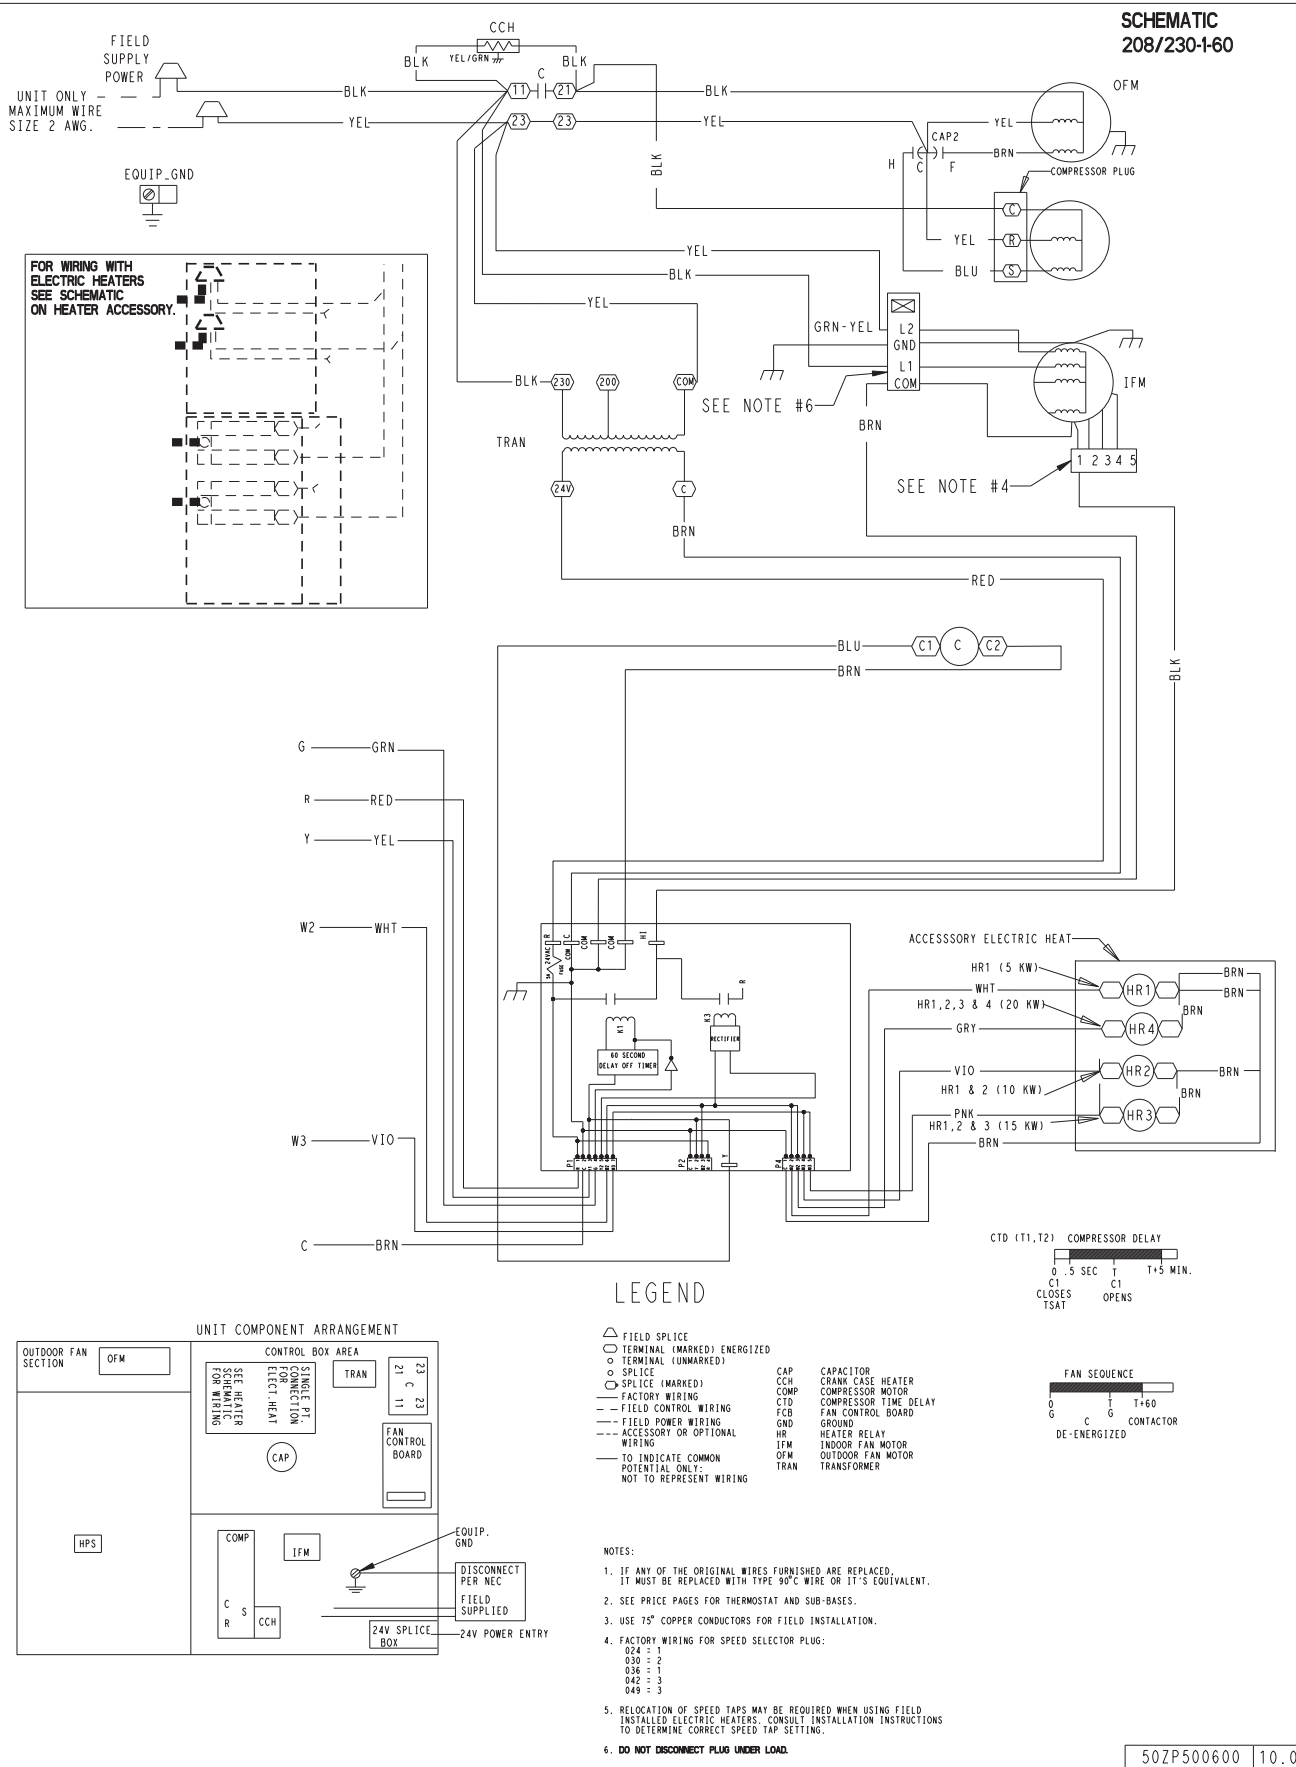 SCHEMATIC
208/230-1-60
FIELD
SUPPLY
POWER
UNIT ONLY
MAXIMUM WIRE
SIZE 2 AWG.
CCH
BLK
YEL/GRN
BLK
C
11
21
BLK
BLK
OFM
YEL
23
23
YEL
YEL
CAP2
BRN
H
C
F
BLK
COMPRESSOR PLUG
EQUIP_GND
C
YEL
R
BLU
S
FOR WIRING WITH
ELECTRIC HEATERS
SEE SCHEMATIC
ON HEATER ACCESSORY.
YEL
BLK
YEL
GRN-YEL
L2
GND
L1
COM
IFM
BLK
230
200
COM
SEE NOTE #6
BRN
TRAN
1 2 3 4 5
SEE NOTE #4
24V
C
BRN
RED
BLU
C1
C
C2
BRN
BLK
G
GRN
R
RED
Y
YEL
W2
WHT
W3
VIO
C
BRN
R
C
COM
COM
HI
24VAC
COM
5A
FUSE
R
K1
K3
RECTIFIER
60 SECOND
DELAY OFF TIMER
P1
P2
Y
P4
ACCESSSORY ELECTRIC HEAT
HR1 (5 KW)
BRN
WHT
HR1
BRN
HR1,2,3 & 4 (20 KW)
BRN
GRY
HR4
VIO
HR2
BRN
HR1 & 2 (10 KW)
BRN
PNK
HR3
HR1,2 & 3 (15 KW)
BRN
CTD (T1,T2) COMPRESSOR DELAY
0 .5 SEC T T+5 MIN.
C1 C1
CLOSES OPENS
TSAT
LEGEND
FIELD SPLICE
TERMINAL (MARKED) ENERGIZED
TERMINAL (UNMARKED)
SPLICE
SPLICE (MARKED)
FACTORY WIRING
FIELD CONTROL WIRING
FIELD POWER WIRING
ACCESSORY OR OPTIONAL
WIRING
TO INDICATE COMMON
POTENTIAL ONLY:
NOT TO REPRESENT WIRING
CAP CAPACITOR
CCH CRANK CASE HEATER
COMP COMPRESSOR MOTOR
CTD COMPRESSOR TIME DELAY
FCB FAN CONTROL BOARD
GND GROUND
HR HEATER RELAY
IFM INDOOR FAN MOTOR
OFM OUTDOOR FAN MOTOR
TRAN TRANSFORMER
FAN SEQUENCE
0 T T+60
G C G CONTACTOR
DE-ENERGIZED
UNIT COMPONENT ARRANGEMENT
OUTDOOR FAN
SECTION
OFM
CONTROL BOX AREA
SINGLE PT.
CONNECTION
FOR
ELECT.HEAT
SEE HEATER
SCHEMATIC
FOR WIRING
TRAN
23 23
C
21 11
CAP
FAN
CONTROL
BOARD
HPS
COMP
C
S
R
CCH
IFM
EQUIP.
GND
DISCONNECT
PER NEC
FIELD
SUPPLIED
24V SPLICE
BOX
24V POWER ENTRY
NOTES:
1. IF ANY OF THE ORIGINAL WIRES FURNISHED ARE REPLACED,
IT MUST BE REPLACED WITH TYPE 90°C WIRE OR IT'S EQUIVALENT.
2. SEE PRICE PAGES FOR THERMOSTAT AND SUB-BASES.
3. USE 75° COPPER CONDUCTORS FOR FIELD INSTALLATION.
4. FACTORY WIRING FOR SPEED SELECTOR PLUG:
024 = 1
030 = 2
036 = 1
042 = 3
049 = 3
5. RELOCATION OF SPEED TAPS MAY BE REQUIRED WHEN USING FIELD
INSTALLED ELECTRIC HEATERS. CONSULT INSTALLATION INSTRUCTIONS
TO DETERMINE CORRECT SPEED TAP SETTING.
6. DO NOT DISCONNECT PLUG UNDER LOAD.
50ZP500600 10.0